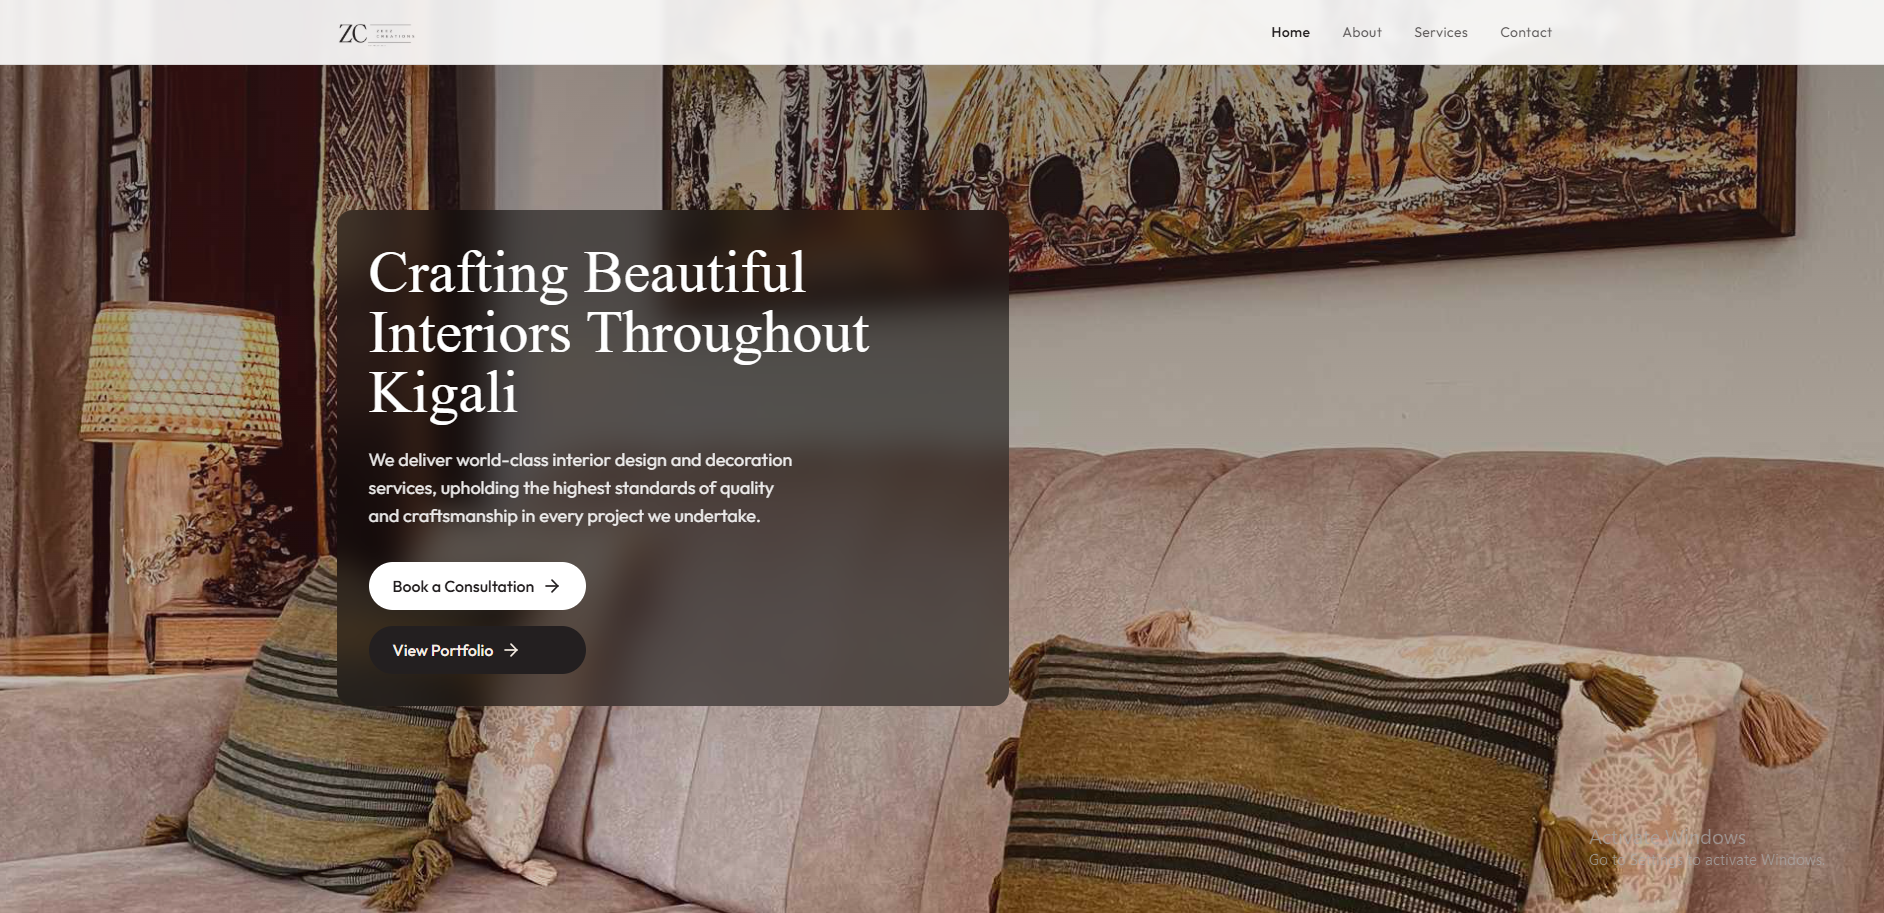 ZC
CREATIONS
Home About Services Contact
Crafting Beautiful
Interiors Throughout
Kigali
We deliver world-class interior design and decoration
services, upholding the highest standards of quality
and craftsmanship in every project we undertake.
Book a Consultation
View Portfolio
Activate Windows
Go to Settings to activate Windows.